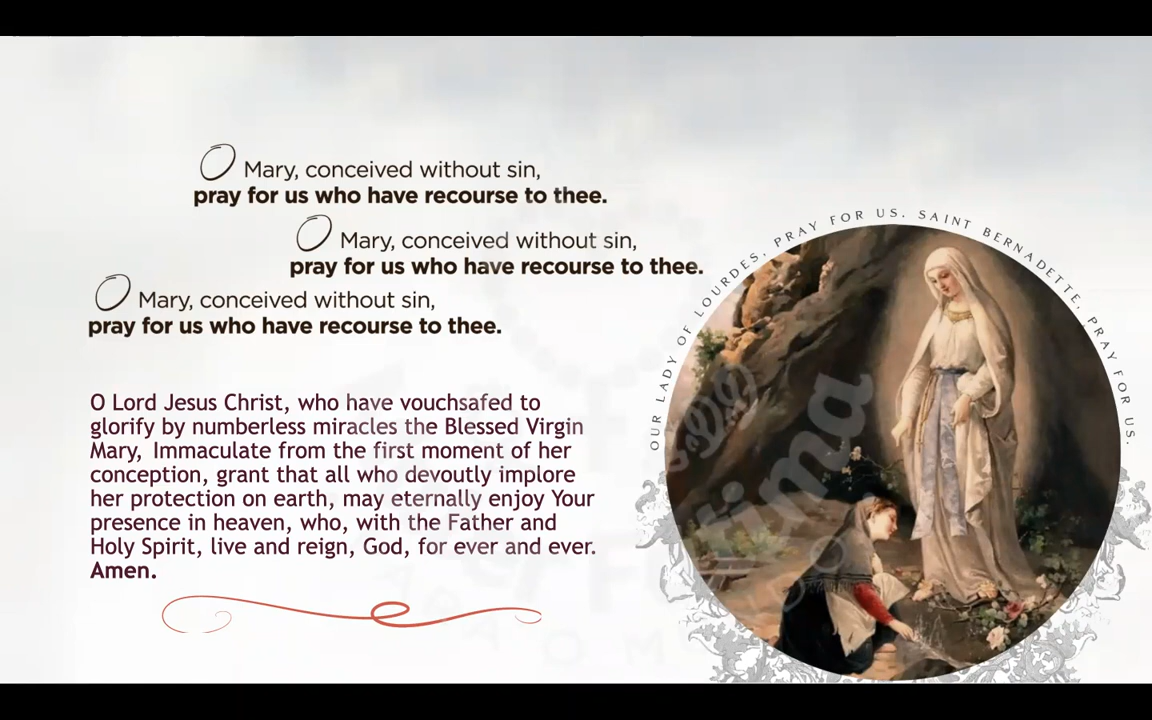 O Mary, conceived without sin,
pray for us who have recourse to thee.
O Mary, conceived without sin,
pray for us who have recourse to thee.
O Mary, conceived without sin,
pray for us who have recourse to thee.
O Lord Jesus Christ, who have vouchsafed to
glorify by numberless miracles the Blessed Virgin
Mary, Immaculate from the first moment of her
conception, grant that all who devoutly implore
her protection on earth, may eternally enjoy Your
presence in heaven, who, with the Father and
Holy Spirit, live and reign, God, for ever and ever.
Amen.
OUR LADY OF LOURDES, PRAY FOR US. SAINT BERNADETTE, PRAY FOR US.